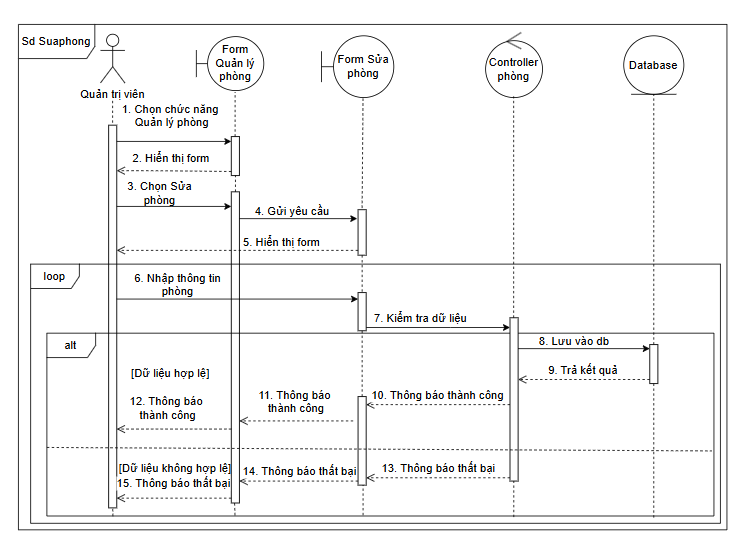 Sd Suaphong
Form
Quản lý
phòng
Form Sửa
phòng
Controller
phòng
Database
Quản trị viên
1. Chọn chức năng
Quản lý phòng
2. Hiển thị form
3. Chọn Sửa
phòng
4. Gửi yêu cầu
5. Hiển thị form
loop
6. Nhập thông tin
phòng
7. Kiểm tra dữ liệu
alt
8. Lưu vào db
9. Trả kết quả
[Dữ liệu hợp lệ]
10. Thông báo thành công
11. Thông báo
thành công
12. Thông báo
thành công
[Dữ liệu không hợp lệ]
13. Thông báo thất bại
14. Thông báo thất bại
15. Thông báo thất bại